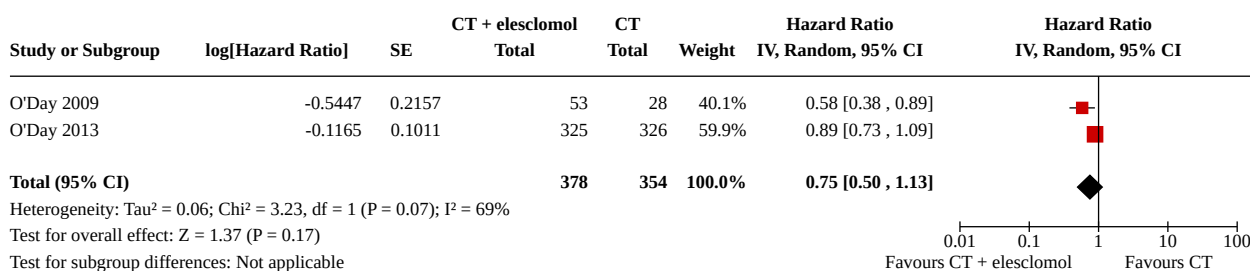 CT + elesclomol CT Hazard Ratio Hazard Ratio
Study or Subgroup log[Hazard Ratio] SE Total Total Weight IV, Random, 95% CI IV, Random, 95% CI
O'Day 2009 -0.5447 0.2157 53 28 40.1% 0.58 [0.38 , 0.89]
O'Day 2013 -0.1165 0.1011 325 326 59.9% 0.89 [0.73 , 1.09]
Total (95% CI) 378 354 100.0% 0.75 [0.50 , 1.13]
Heterogeneity: Tau² = 0.06; Chi² = 3.23, df = 1 (P = 0.07); I² = 69%
Test for overall effect: Z = 1.37 (P = 0.17)
0.01 0.1 1 10 100
Test for subgroup differences: Not applicable
Favours CT + elesclomol Favours CT